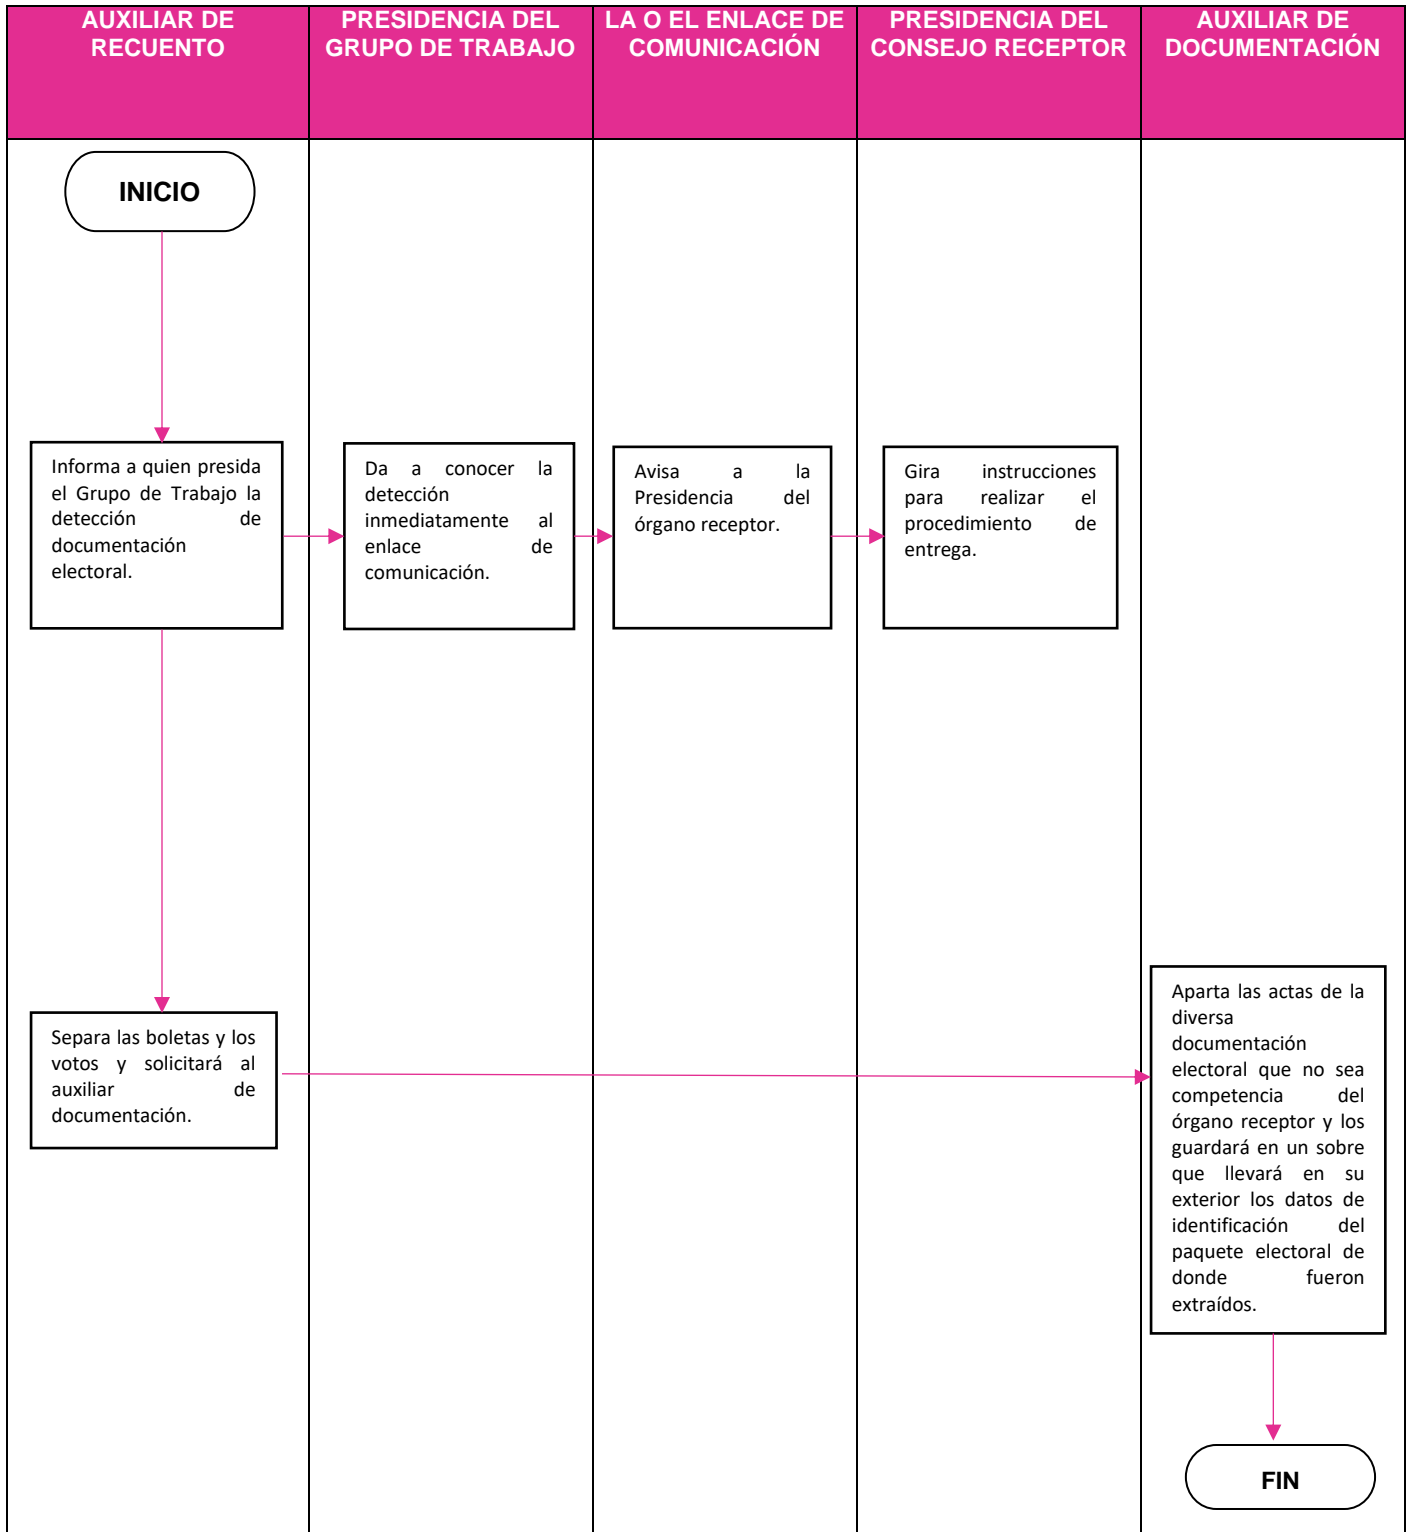 AUXILIAR DE
RECUENTO
PRESIDENCIA DEL
GRUPO DE TRABAJO
LA O EL ENLACE DE
COMUNICACIÓN
PRESIDENCIA DEL
CONSEJO RECEPTOR
AUXILIAR DE
DOCUMENTACIÓN
INICIO
Informa a quien presida
el Grupo de Trabajo la
detección de
documentación
electoral.
Da a conocer la
detección
inmediatamente al
enlace de
comunicación.
Avisa a la
Presidencia del
órgano receptor.
Gira instrucciones
para realizar el
procedimiento de
entrega.
Separa las boletas y los
votos y solicitará al
auxiliar de
documentación.
Aparta las actas de la
diversa
documentación
electoral que no sea
competencia del
órgano receptor y los
guardará en un sobre
que llevará en su
exterior los datos de
identificación del
paquete electoral de
donde fueron
extraídos.
FIN